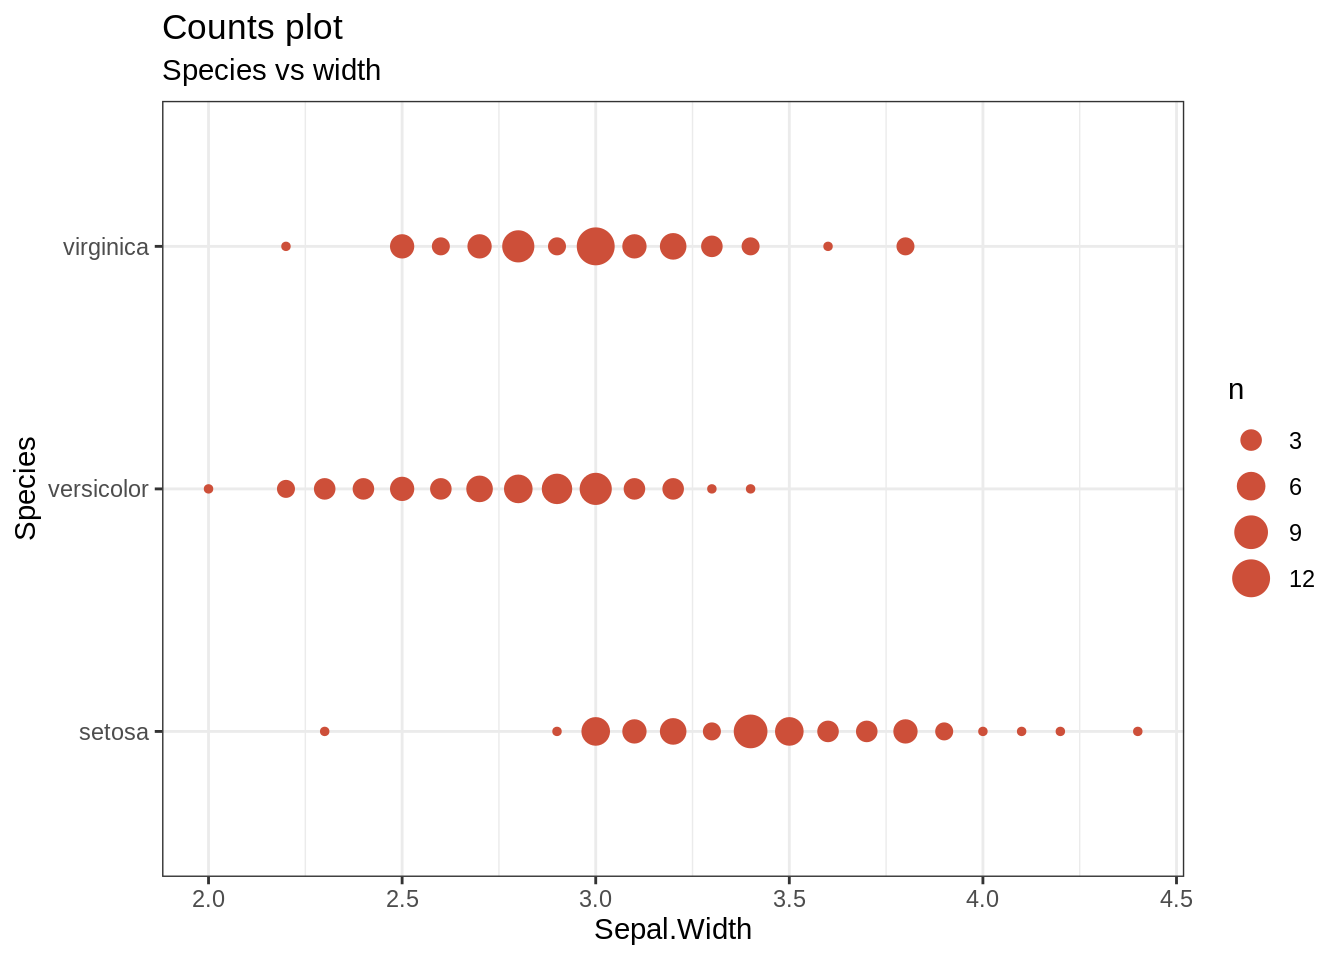 Counts plot
Species vs width
virginica
versicolor
setosa
Species
2.0 2.5 3.0 3.5 4.0 4.5
Sepal.Width
n
3
6
9
12